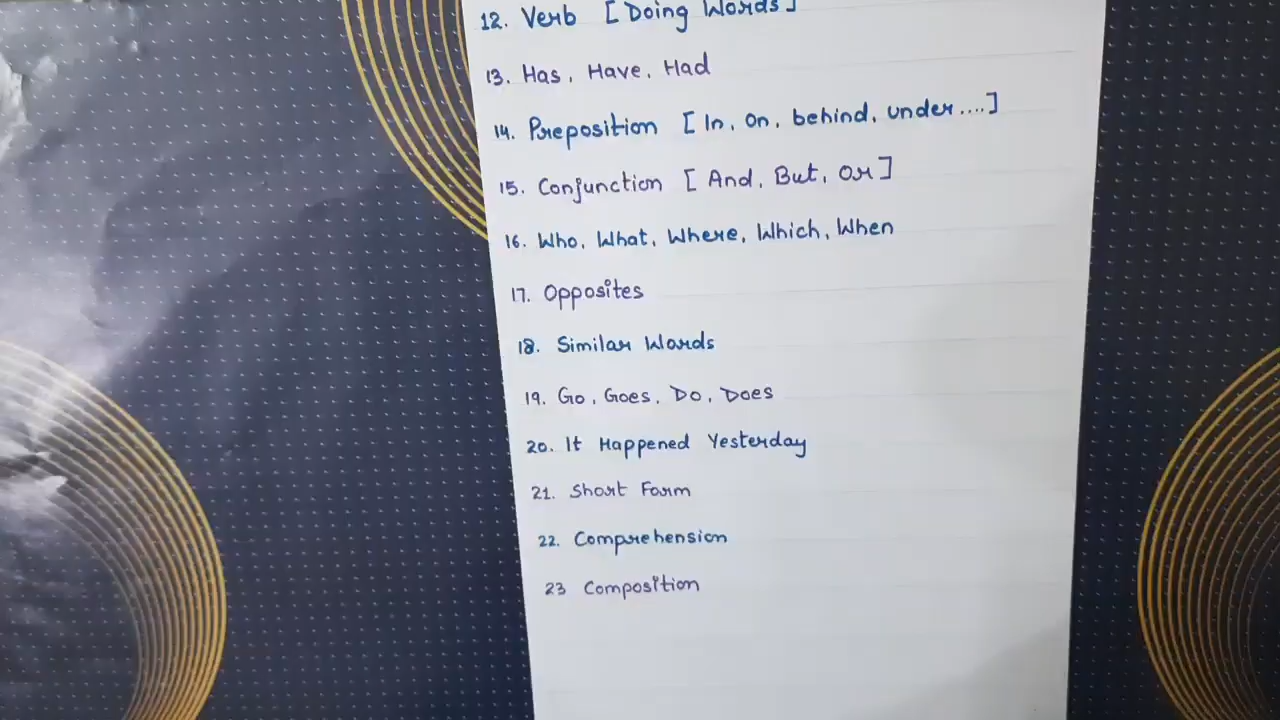 12. Verb [Doing Words]
13. Has, Have, Had
14. Preposition [In, On, behind, under....]
15. Conjunction [And, But, Or]
16. Who, What, Where, Which, When
17. Opposites
18. Similar Words
19. Go, Goes, Do, Does
20. It Happened Yesterday
21. Short Form
22. Comprehension
23 Composition